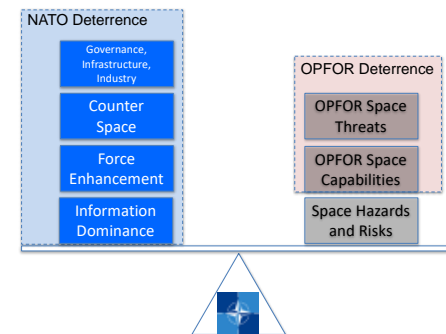 NATO Deterrence
Governance,
Infrastructure,
Industry
Counter
Space
Force
Enhancement
Information
Dominance
OPFOR Deterrence
OPFOR Space
Threats
OPFOR Space
Capabilities
Space Hazards
and Risks